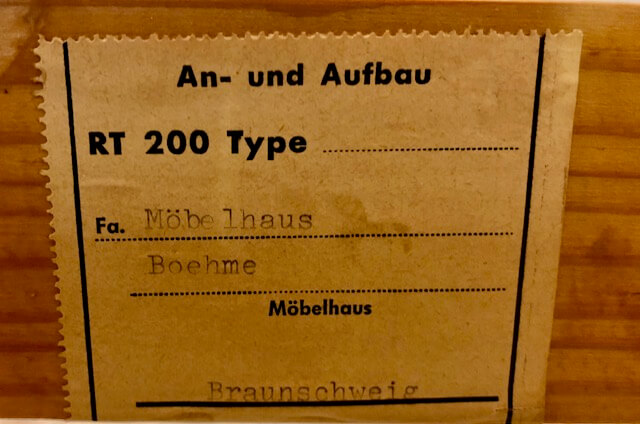 An- und Aufbau
RT 200 Type
Fa. Möbelhaus
Boehme
Möbelhaus
Braunschweig